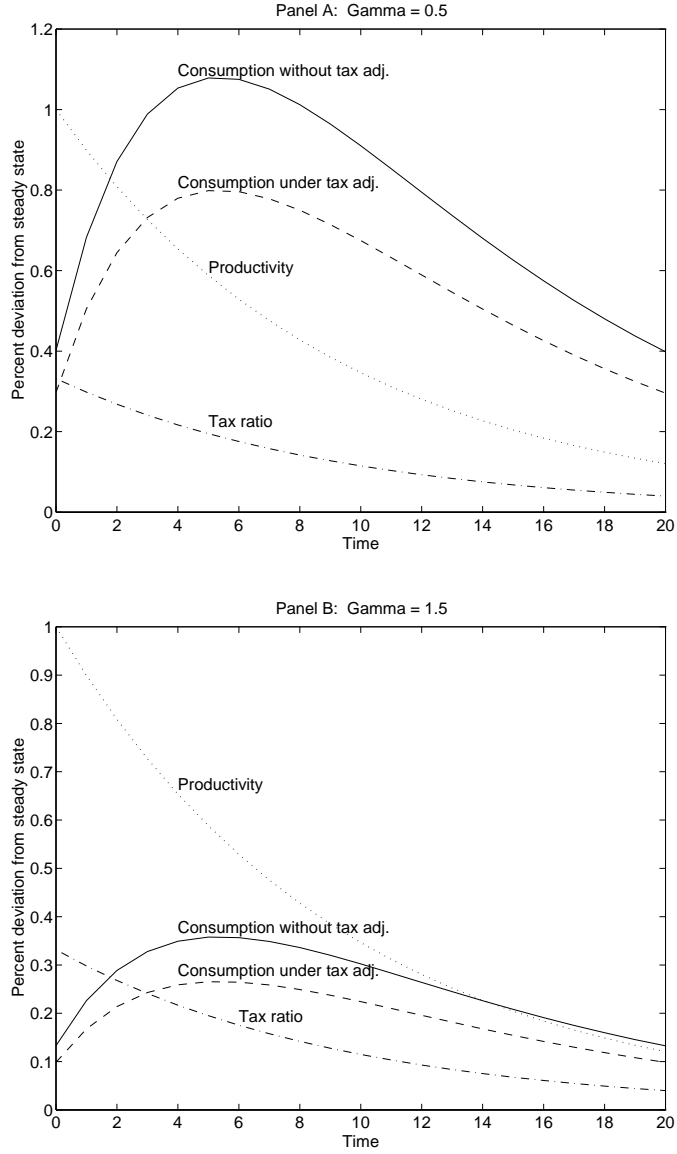 Panel A: Gamma = 0.5
1.2
1
0.8
0.6
0.4
0.2
0
Percent deviation from steady state
Consumption without tax adj.
Consumption under tax adj.
Productivity
Tax ratio
0 2 4 6 8 10 12 14 16 18 20
Time
Panel B: Gamma = 1.5
1
0.9
0.8
0.7
0.6
0.5
0.4
0.3
0.2
0.1
0
Percent deviation from steady state
Productivity
Consumption without tax adj.
Consumption under tax adj.
Tax ratio
0 2 4 6 8 10 12 14 16 18 20
Time